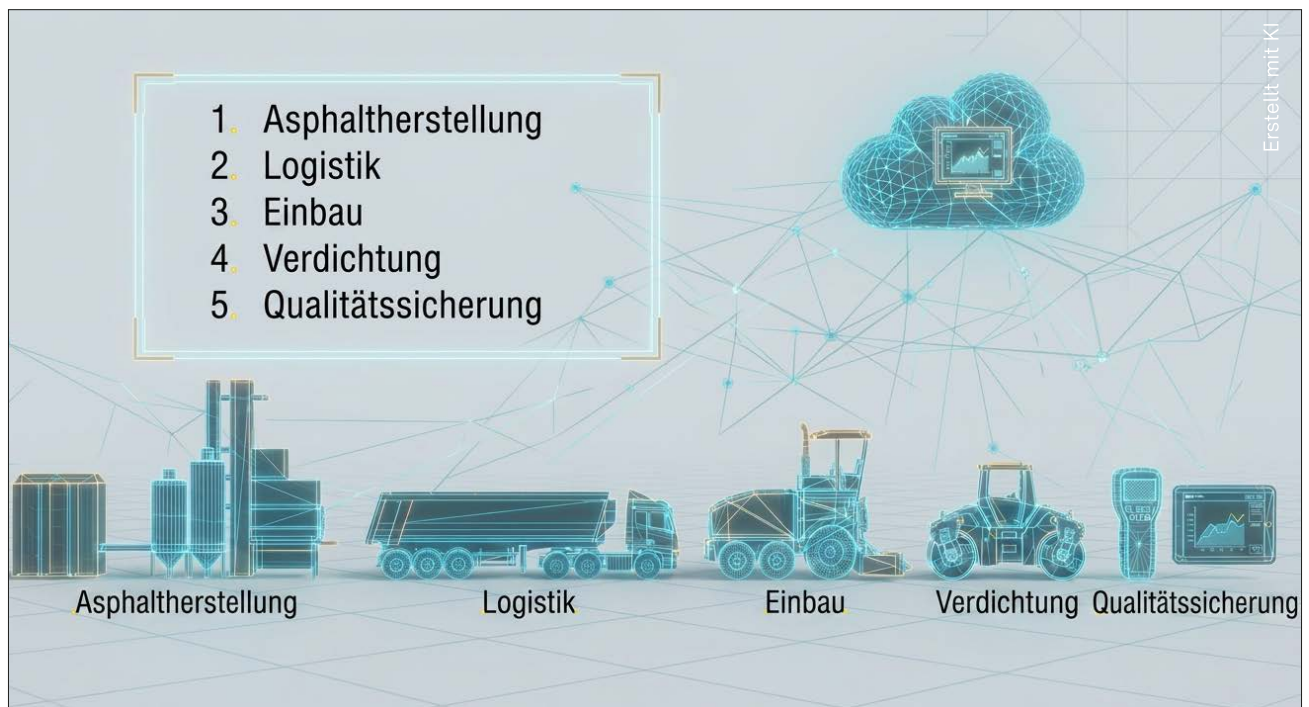 Erstellt mit KI
1. Asphaltherstellung
2. Logistik
3. Einbau
4. Verdichtung
5. Qualitätssicherung
Asphaltherstellung
Logistik
Einbau
Verdichtung
Qualitätssicherung